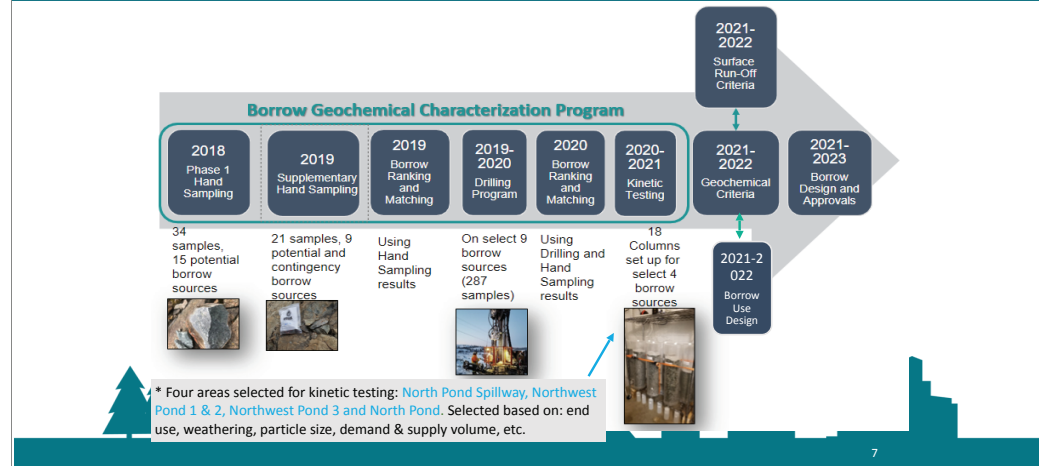 2021-
2022
Surface
Run-Off
Criteria
Borrow Geochemical Characterization Program
2018
Phase 1
Hand
Sampling
2019
Supplementary
Hand Sampling
2019
Borrow
Ranking
and
Matching
2019-
2020
Drilling
Program
2020
Borrow
Ranking
and
Matching
2020-
2021
Kinetic
Testing
2021-
2022
Geochemical
Criteria
2021-
2023
Borrow
Design and
Approvals
34
samples,
15 potential
borrow
sources
21 samples, 9
potential and
contingency
borrow
sources
Using
Hand
Sampling
results
On select 9
borrow
sources
(287
samples)
Using
Drilling and
Hand
Sampling
results
18
Columns
set up for
select 4
borrow
sources
2021-2
022
Borrow
Use
Design
* Four areas selected for kinetic testing: North Pond Spillway, Northwest
Pond 1 & 2, Northwest Pond 3 and North Pond. Selected based on: end
use, weathering, particle size, demand & supply volume, etc.
7